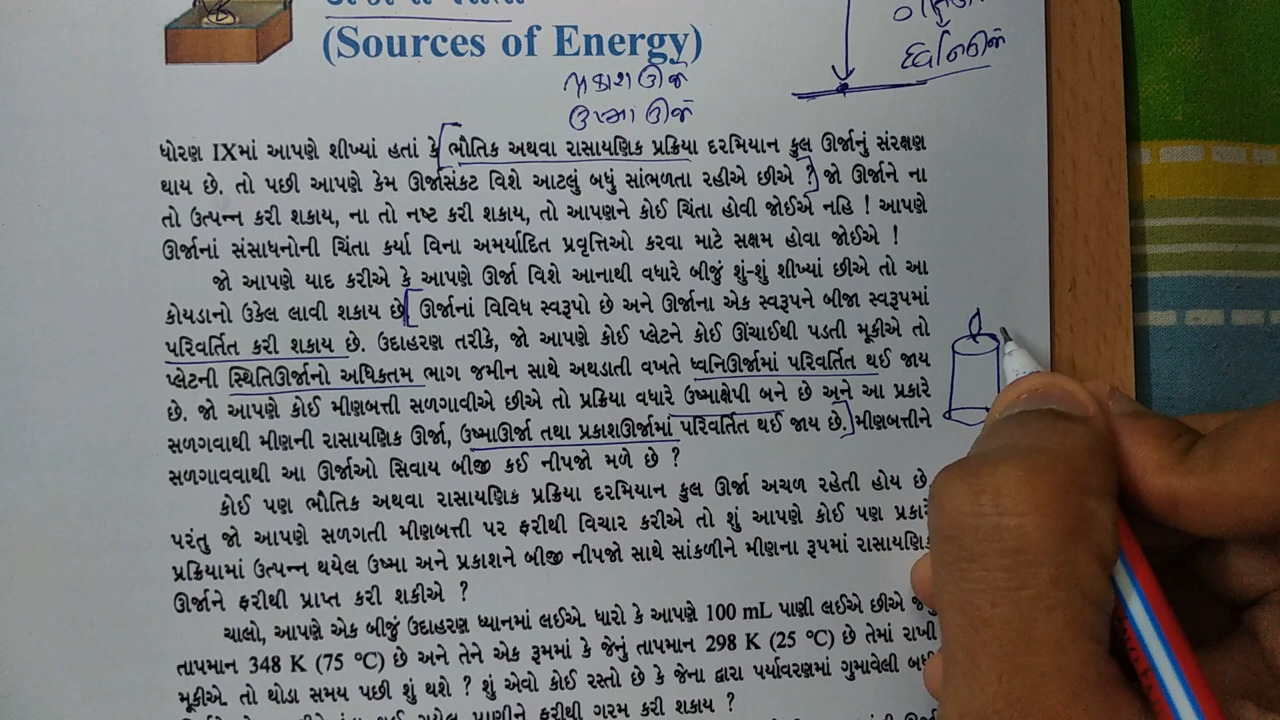 (Sources of Energy)
પ્રકાશ ઊર્જા
ઉષ્મા ઊર્જા
ધ્વનિઊર્જા
ધોરણ IXમાં આપણે શીખ્યાં હતાં કે ભૌતિક અથવા રાસાયણિક પ્રક્રિયા દરમિયાન કુલ ઊર્જાનું સંરક્ષણ
થાય છે. તો પછી આપણે કેમ ઊર્જાસંકટ વિશે આટલું બધું સાંભળતા રહીએ છીએ ? જો ઊર્જાને ના
તો ઉત્પન્ન કરી શકાય, ના તો નષ્ટ કરી શકાય, તો આપણને કોઈ ચિંતા હોવી જોઈએ નહિ ! આપણે
ઊર્જાનાં સંસાધનોની ચિંતા કર્યા વિના અમર્યાદિત પ્રવૃત્તિઓ કરવા માટે સક્ષમ હોવા જોઈએ !
જો આપણે યાદ કરીએ કે આપણે ઊર્જા વિશે આનાથી વધારે બીજું શું-શું શીખ્યાં છીએ તો આ
કોયડાનો ઉકેલ લાવી શકાય છે ઊર્જાનાં વિવિધ સ્વરૂપો છે અને ઊર્જાના એક સ્વરૂપને બીજા સ્વરૂપમાં
પરિવર્તિત કરી શકાય છે. ઉદાહરણ તરીકે, જો આપણે કોઈ પ્લેટને કોઈ ઊંચાઈથી પડતી મૂકીએ તો
પ્લેટની સ્થિતિઊર્જાનો અધિકતમ ભાગ જમીન સાથે અથડાતી વખતે ધ્વનિઊર્જામાં પરિવર્તિત થઈ જાય
છે. જો આપણે કોઈ મીણબત્તી સળગાવીએ છીએ તો પ્રક્રિયા વધારે ઉષ્માક્ષેપી બને છે અને આ પ્રકારે
સળગવાથી મીણની રાસાયણિક ઊર્જા, ઉષ્માઊર્જા તથા પ્રકાશઊર્જામાં પરિવર્તિત થઈ જાય છે. મીણબત્તીને
સળગાવવાથી આ ઊર્જાઓ સિવાય બીજી કઈ નીપજો મળે છે ?
કોઈ પણ ભૌતિક અથવા રાસાયણિક પ્રક્રિયા દરમિયાન કુલ ઊર્જા અચળ રહેતી હોય છે
પરંતુ જો આપણે સળગતી મીણબત્તી પર ફરીથી વિચાર કરીએ તો શું આપણે કોઈ પણ
પ્રક્રિયામાં ઉત્પન્ન થયેલ ઉષ્મા અને પ્રકાશને બીજી નીપજો સાથે સાંકળીને મીણના રૂપમાં
ઊર્જાને ફરીથી પ્રાપ્ત કરી શકીએ ?
ચાલો, આપણે એક બીજું ઉદાહરણ ધ્યાનમાં લઈએ. ધારો કે આપણે 100 mL પાણી લઈએ છીએ
તાપમાન 348 K (75 °C) છે અને તેને એક રૂમમાં કે જેનું તાપમાન 298 K (25 °C) છે તેમાં રાખી
મૂકીએ. તો થોડા સમય પછી શું થશે ? શું એવો કોઈ રસ્તો છે કે જેના દ્વારા પર્યાવરણમાં ગુમાવેલી
પાણીને ફરીથી ગરમ કરી શકાય ?